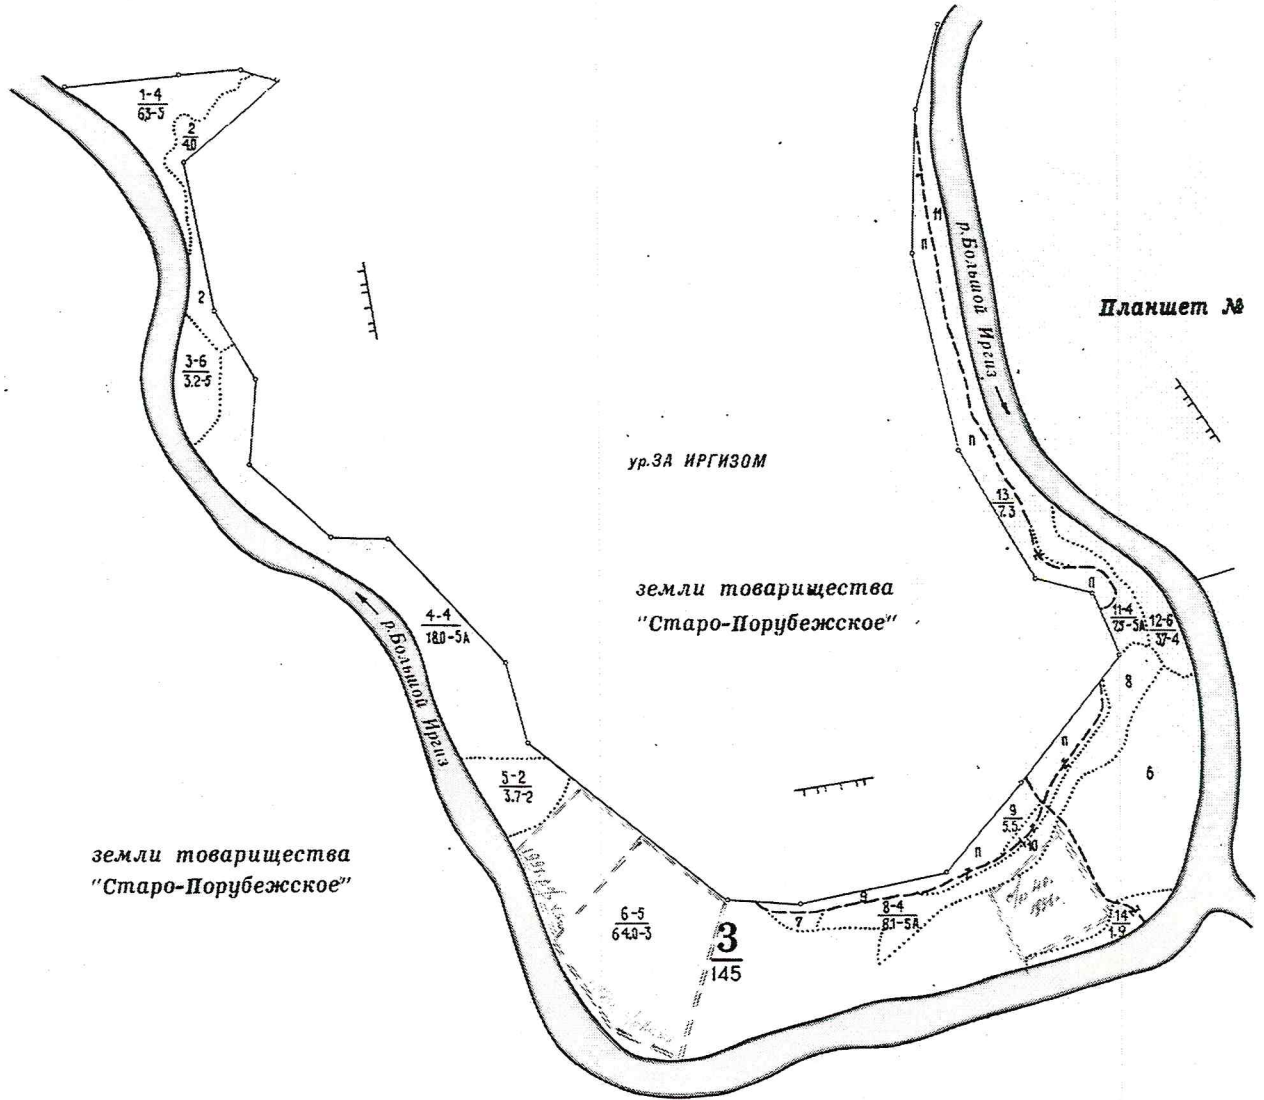 1-4
6.3-5
2
4.0
11
п
р.Большой Иргиз
2
Планшет №
3-6
3.2-5
п
ур.ЗА ИРГИЗОМ
13
7.3
земли товарищества
"Старо-Порубежское"
п
11-4
7.5-5А
12-6
3.7-4
4-4
18.0-5А
р.Большой Иргиз
8
п
6
5-2
3.7-2
9
5.5
10
п
земли товарищества
"Старо-Порубежское"
9
6-5
64.0-3
7
8-4
8.1-5А
14
1.9
3
145